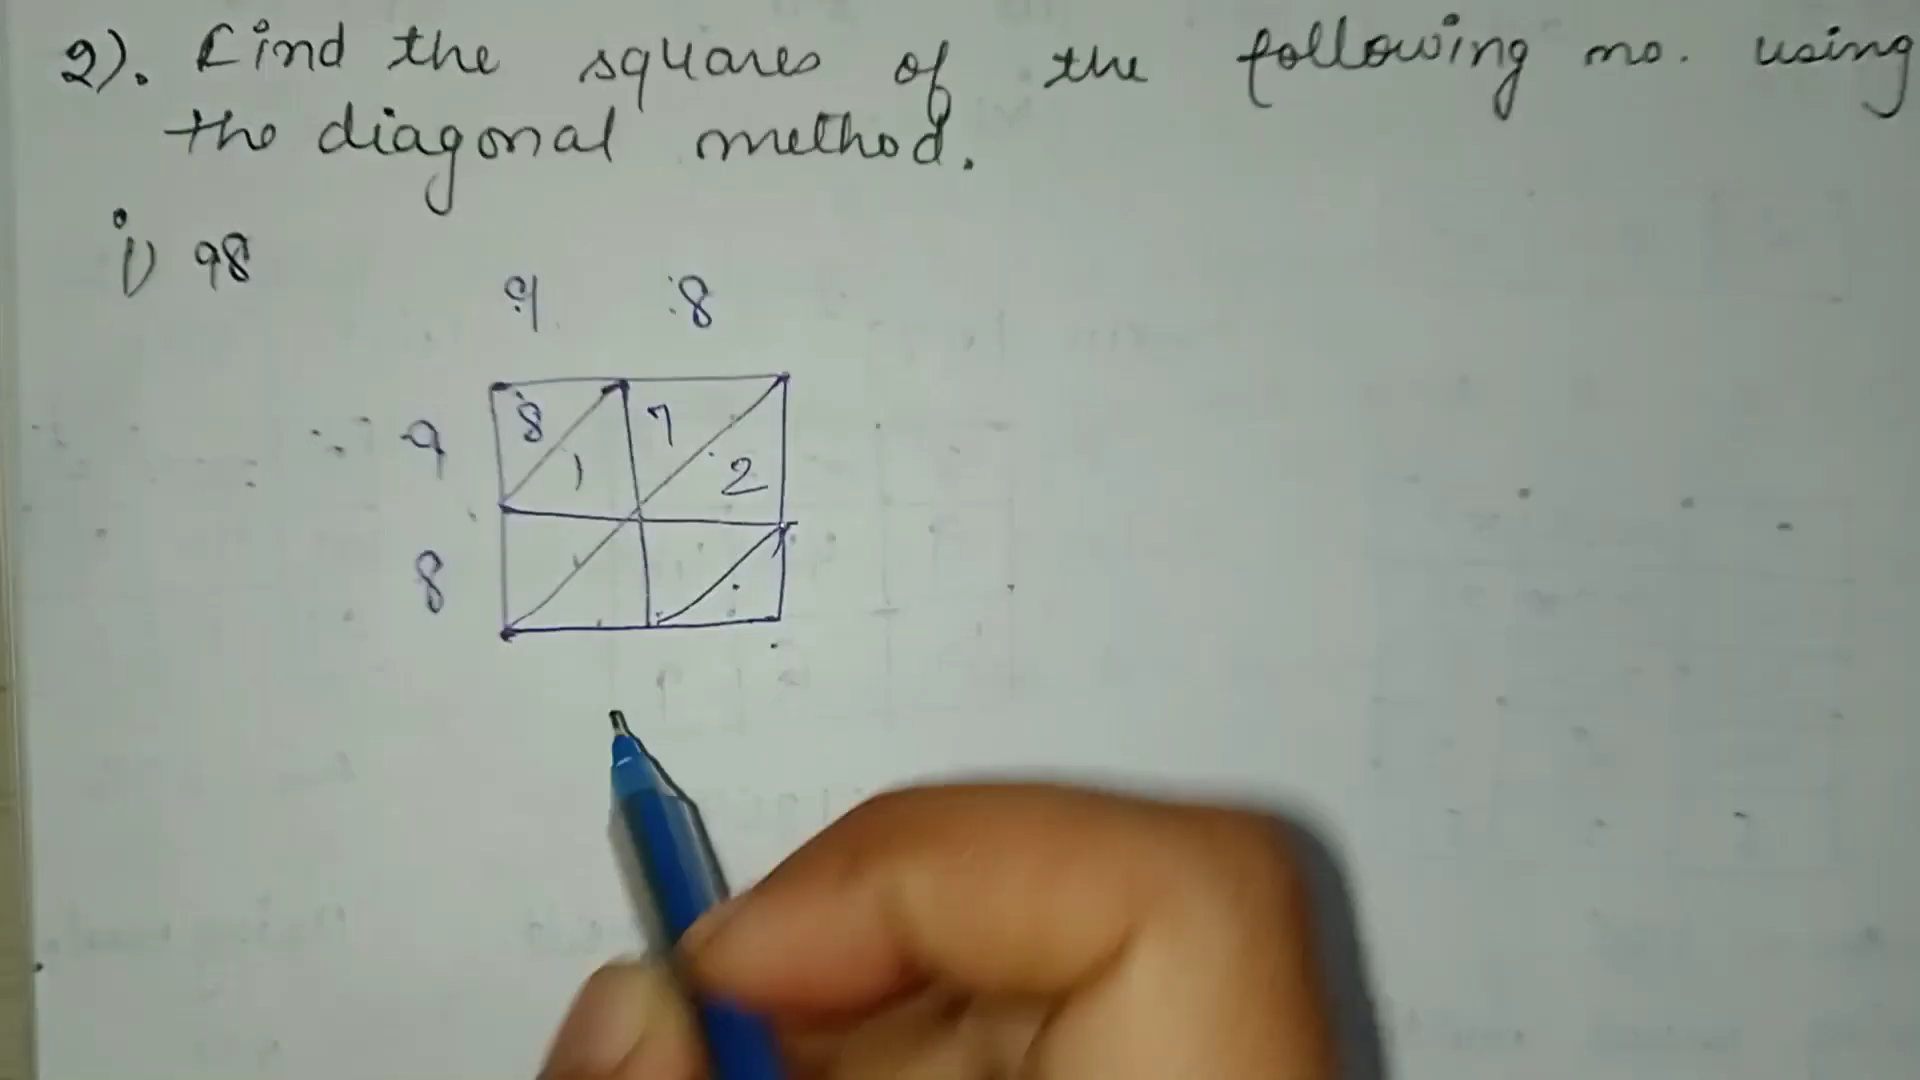 2). Find the squares of the following no. using
the diagonal method.
i) 98
9 8
9 8 1 7 2
8